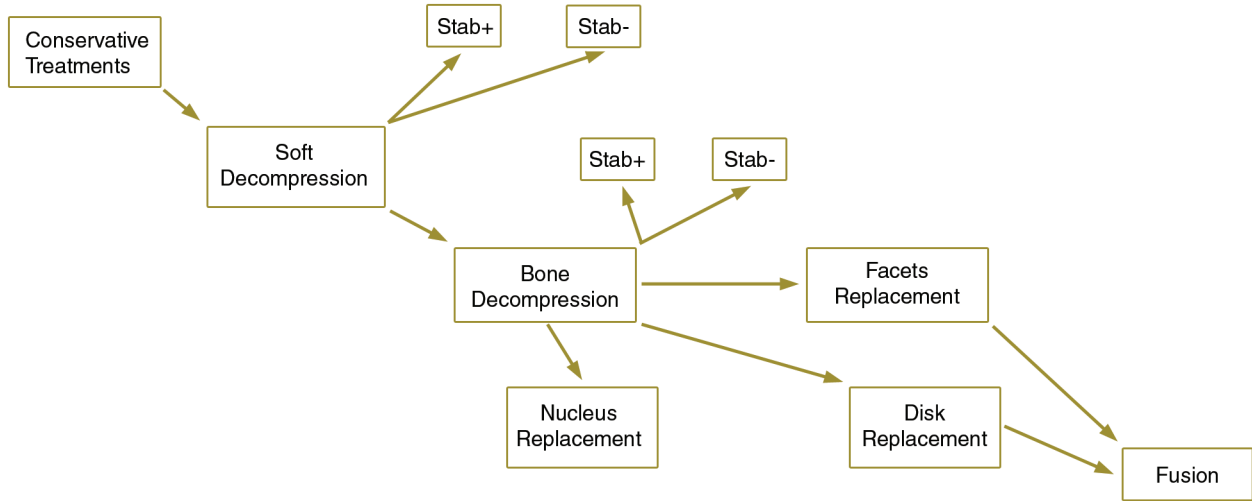 Conservative
Treatments
Stab+
Stab-
Soft
Decompression
Stab+
Stab-
Bone
Decompression
Facets
Replacement
Nucleus
Replacement
Disk
Replacement
Fusion